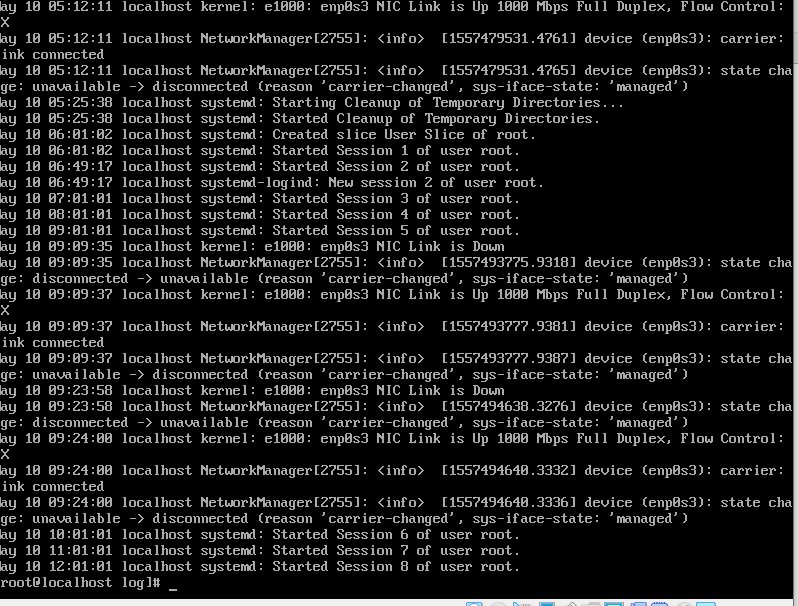 ay 10 05:12:11 localhost kernel: e1000: enp0s3 NIC Link is Up 1000 Mbps Full Duplex, Flow Control:
X
ay 10 05:12:11 localhost NetworkManager[2755]: <info>  [1557479531.4761] device (enp0s3): carrier:
ink connected
ay 10 05:12:11 localhost NetworkManager[2755]: <info>  [1557479531.4765] device (enp0s3): state cha
ge: unavailable -> disconnected (reason 'carrier-changed', sys-iface-state: 'managed')
ay 10 05:25:38 localhost systemd: Starting Cleanup of Temporary Directories...
ay 10 05:25:38 localhost systemd: Started Cleanup of Temporary Directories.
ay 10 06:01:02 localhost systemd: Created slice User Slice of root.
ay 10 06:01:02 localhost systemd: Started Session 1 of user root.
ay 10 06:49:17 localhost systemd: Started Session 2 of user root.
ay 10 06:49:17 localhost systemd-logind: New session 2 of user root.
ay 10 07:01:01 localhost systemd: Started Session 3 of user root.
ay 10 08:01:01 localhost systemd: Started Session 4 of user root.
ay 10 09:01:01 localhost systemd: Started Session 5 of user root.
ay 10 09:09:35 localhost kernel: e1000: enp0s3 NIC Link is Down
ay 10 09:09:35 localhost NetworkManager[2755]: <info>  [1557493775.9318] device (enp0s3): state cha
ge: disconnected -> unavailable (reason 'carrier-changed', sys-iface-state: 'managed')
ay 10 09:09:37 localhost kernel: e1000: enp0s3 NIC Link is Up 1000 Mbps Full Duplex, Flow Control:
X
ay 10 09:09:37 localhost NetworkManager[2755]: <info>  [1557493777.9381] device (enp0s3): carrier:
ink connected
ay 10 09:09:37 localhost NetworkManager[2755]: <info>  [1557493777.9387] device (enp0s3): state cha
ge: unavailable -> disconnected (reason 'carrier-changed', sys-iface-state: 'managed')
ay 10 09:23:58 localhost kernel: e1000: enp0s3 NIC Link is Down
ay 10 09:23:58 localhost NetworkManager[2755]: <info>  [1557494638.3276] device (enp0s3): state cha
ge: disconnected -> unavailable (reason 'carrier-changed', sys-iface-state: 'managed')
ay 10 09:24:00 localhost kernel: e1000: enp0s3 NIC Link is Up 1000 Mbps Full Duplex, Flow Control:
X
ay 10 09:24:00 localhost NetworkManager[2755]: <info>  [1557494640.3332] device (enp0s3): carrier:
ink connected
ay 10 09:24:00 localhost NetworkManager[2755]: <info>  [1557494640.3336] device (enp0s3): state cha
ge: unavailable -> disconnected (reason 'carrier-changed', sys-iface-state: 'managed')
ay 10 10:01:01 localhost systemd: Started Session 6 of user root.
ay 10 11:01:01 localhost systemd: Started Session 7 of user root.
ay 10 12:01:01 localhost systemd: Started Session 8 of user root.
root@localhost log]# _